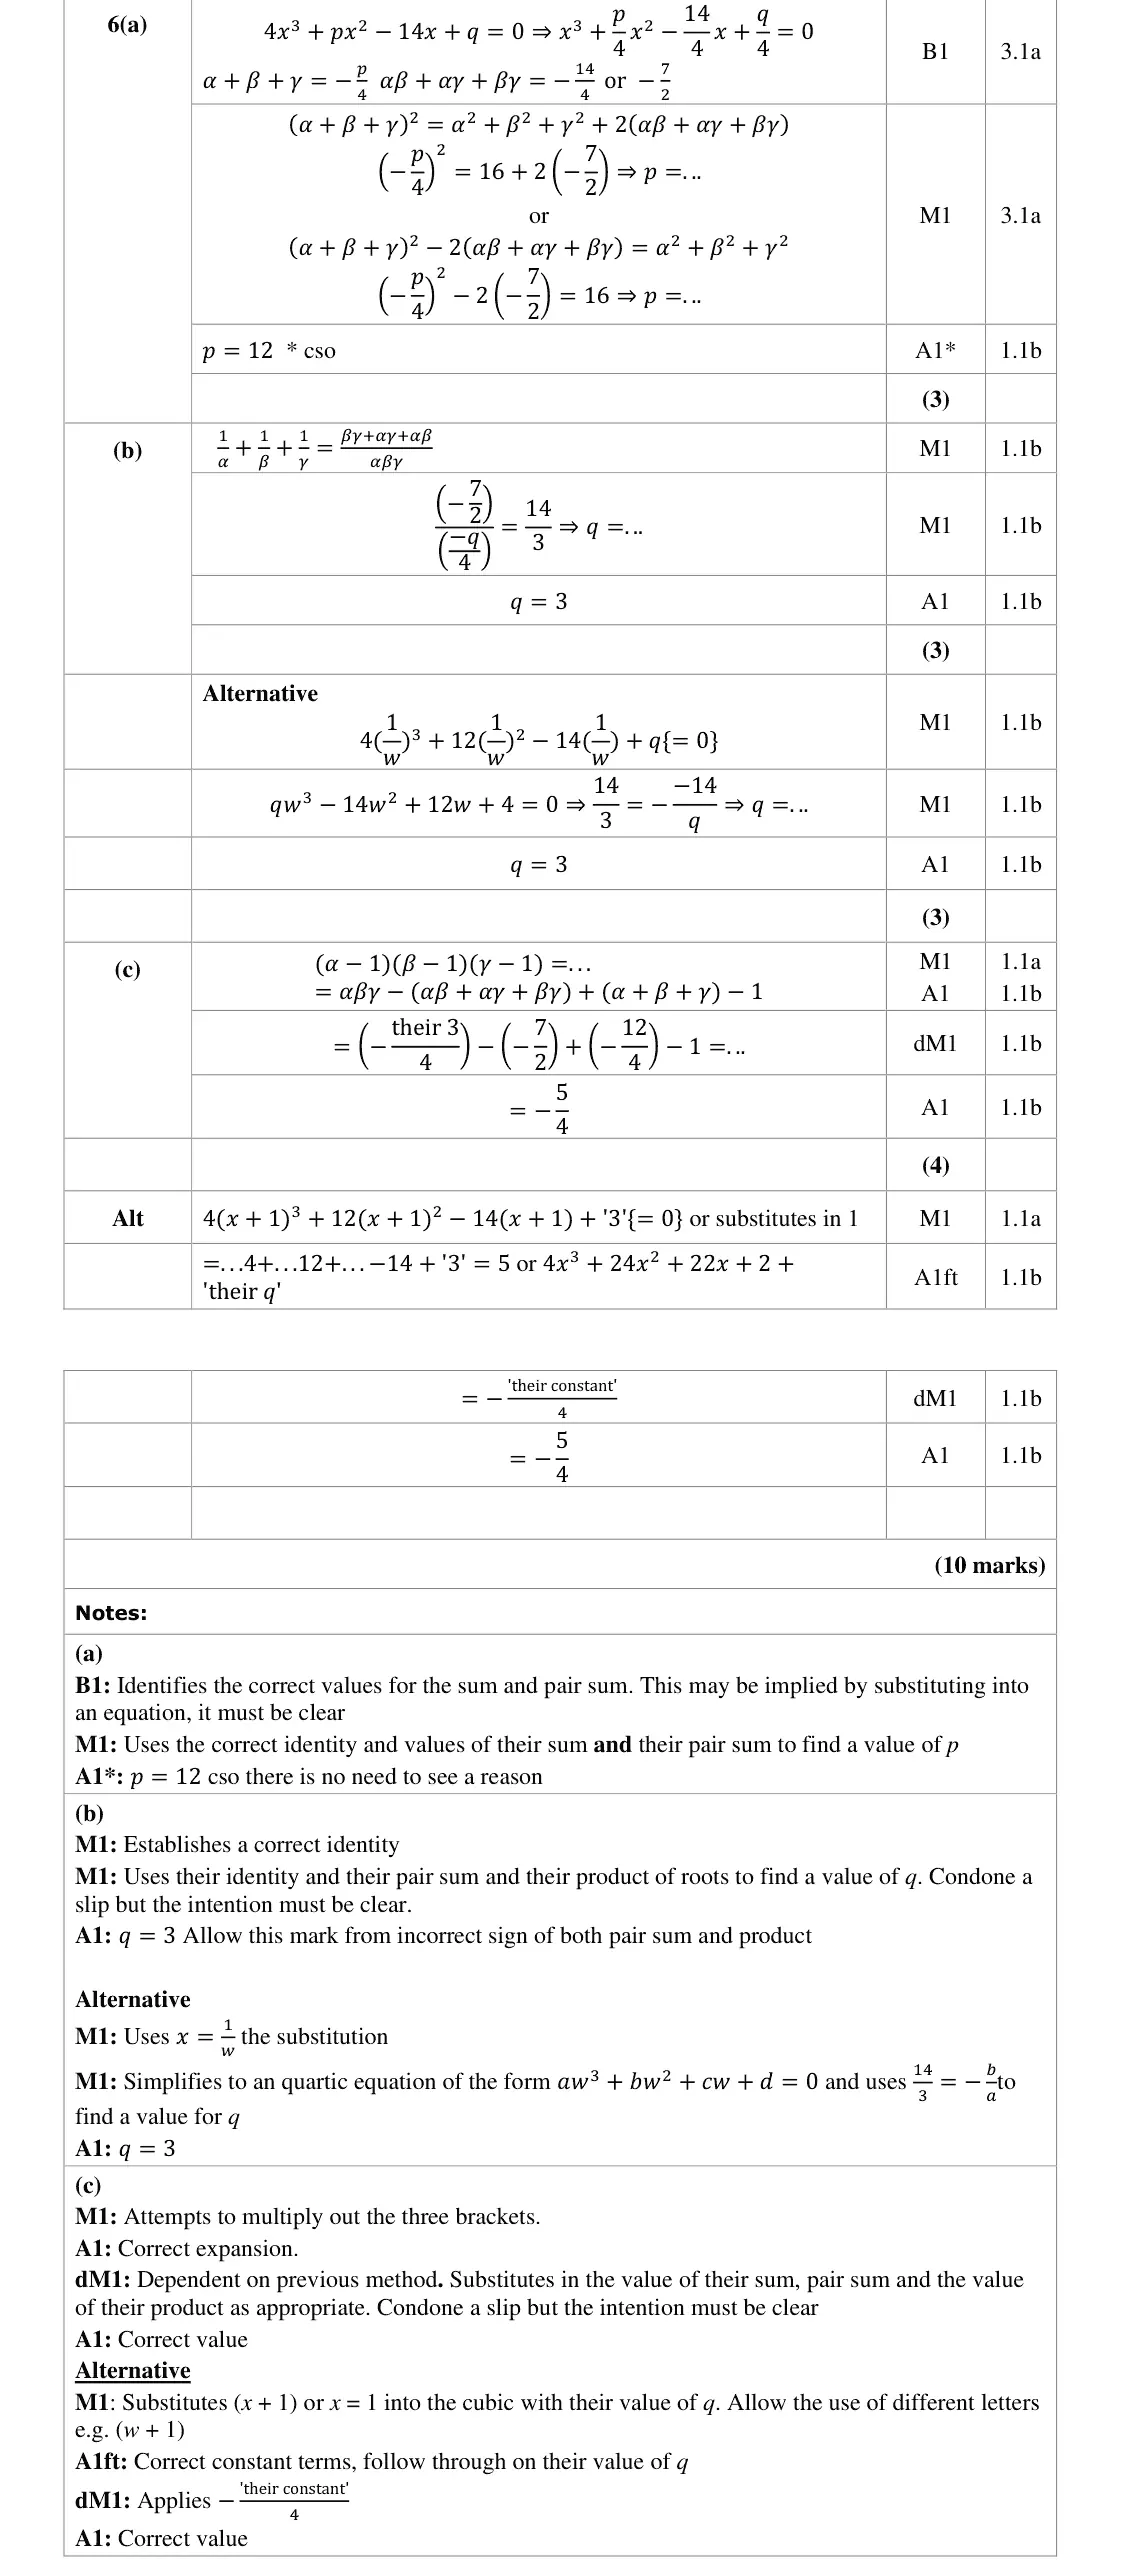 6(a)
4x³ + px² − 14x + q = 0 ⇒ x³ + p/4 x² − 14/4 x + q/4 = 0
α + β + γ = −p/4 αβ + αγ + βγ = −14/4 or −7/2
B1 3.1a
(α + β + γ)² = α² + β² + γ² + 2(αβ + αγ + βγ)
(−p/4)² = 16 + 2(−7/2) ⇒ p =...
or
(α + β + γ)² − 2(αβ + αγ + βγ) = α² + β² + γ²
(−p/4)² − 2(−7/2) = 16 ⇒ p =...
M1 3.1a
p = 12 * cso A1* 1.1b
(3)
(b) 1/α + 1/β + 1/γ = (βγ+αγ+αβ)/(αβγ) M1 1.1b
(−7/2)/(−q/4) = 14/3 ⇒ q =... M1 1.1b
q = 3 A1 1.1b
(3)
Alternative
4(1/w)³ + 12(1/w)² − 14(1/w) + q{= 0} M1 1.1b
qw³ − 14w² + 12w + 4 = 0 ⇒ 14/3 = − −14/q ⇒ q =... M1 1.1b
q = 3 A1 1.1b
(3)
(c) (α − 1)(β − 1)(γ − 1) =... M1 1.1a
= αβγ − (αβ + αγ + βγ) + (α + β + γ) − 1 A1 1.1b
= (− their 3/4) − (−7/2) + (−12/4) − 1 =... dM1 1.1b
= −5/4 A1 1.1b
(4)
Alt 4(x + 1)³ + 12(x + 1)² − 14(x + 1) + '3'{= 0} or substitutes in 1 M1 1.1a
=...4+...12+... −14 + '3' = 5 or 4x³ + 24x² + 22x + 2 +
'their q'
A1ft 1.1b
= − 'their constant'/4 dM1 1.1b
= −5/4 A1 1.1b
(10 marks)
Notes:
(a)
B1: Identifies the correct values for the sum and pair sum. This may be implied by substituting into
an equation, it must be clear
M1: Uses the correct identity and values of their sum and their pair sum to find a value of p
A1*: p = 12 cso there is no need to see a reason
(b)
M1: Establishes a correct identity
M1: Uses their identity and their pair sum and their product of roots to find a value of q. Condone a
slip but the intention must be clear.
A1: q = 3 Allow this mark from incorrect sign of both pair sum and product
Alternative
M1: Uses x = 1/w the substitution
M1: Simplifies to an quartic equation of the form aw³ + bw² + cw + d = 0 and uses 14/3 = −b/a to
find a value for q
A1: q = 3
(c)
M1: Attempts to multiply out the three brackets.
A1: Correct expansion.
dM1: Dependent on previous method. Substitutes in the value of their sum, pair sum and the value
of their product as appropriate. Condone a slip but the intention must be clear
A1: Correct value
Alternative
M1: Substitutes (x + 1) or x = 1 into the cubic with their value of q. Allow the use of different letters
e.g. (w + 1)
A1ft: Correct constant terms, follow through on their value of q
dM1: Applies − 'their constant'/4
A1: Correct value